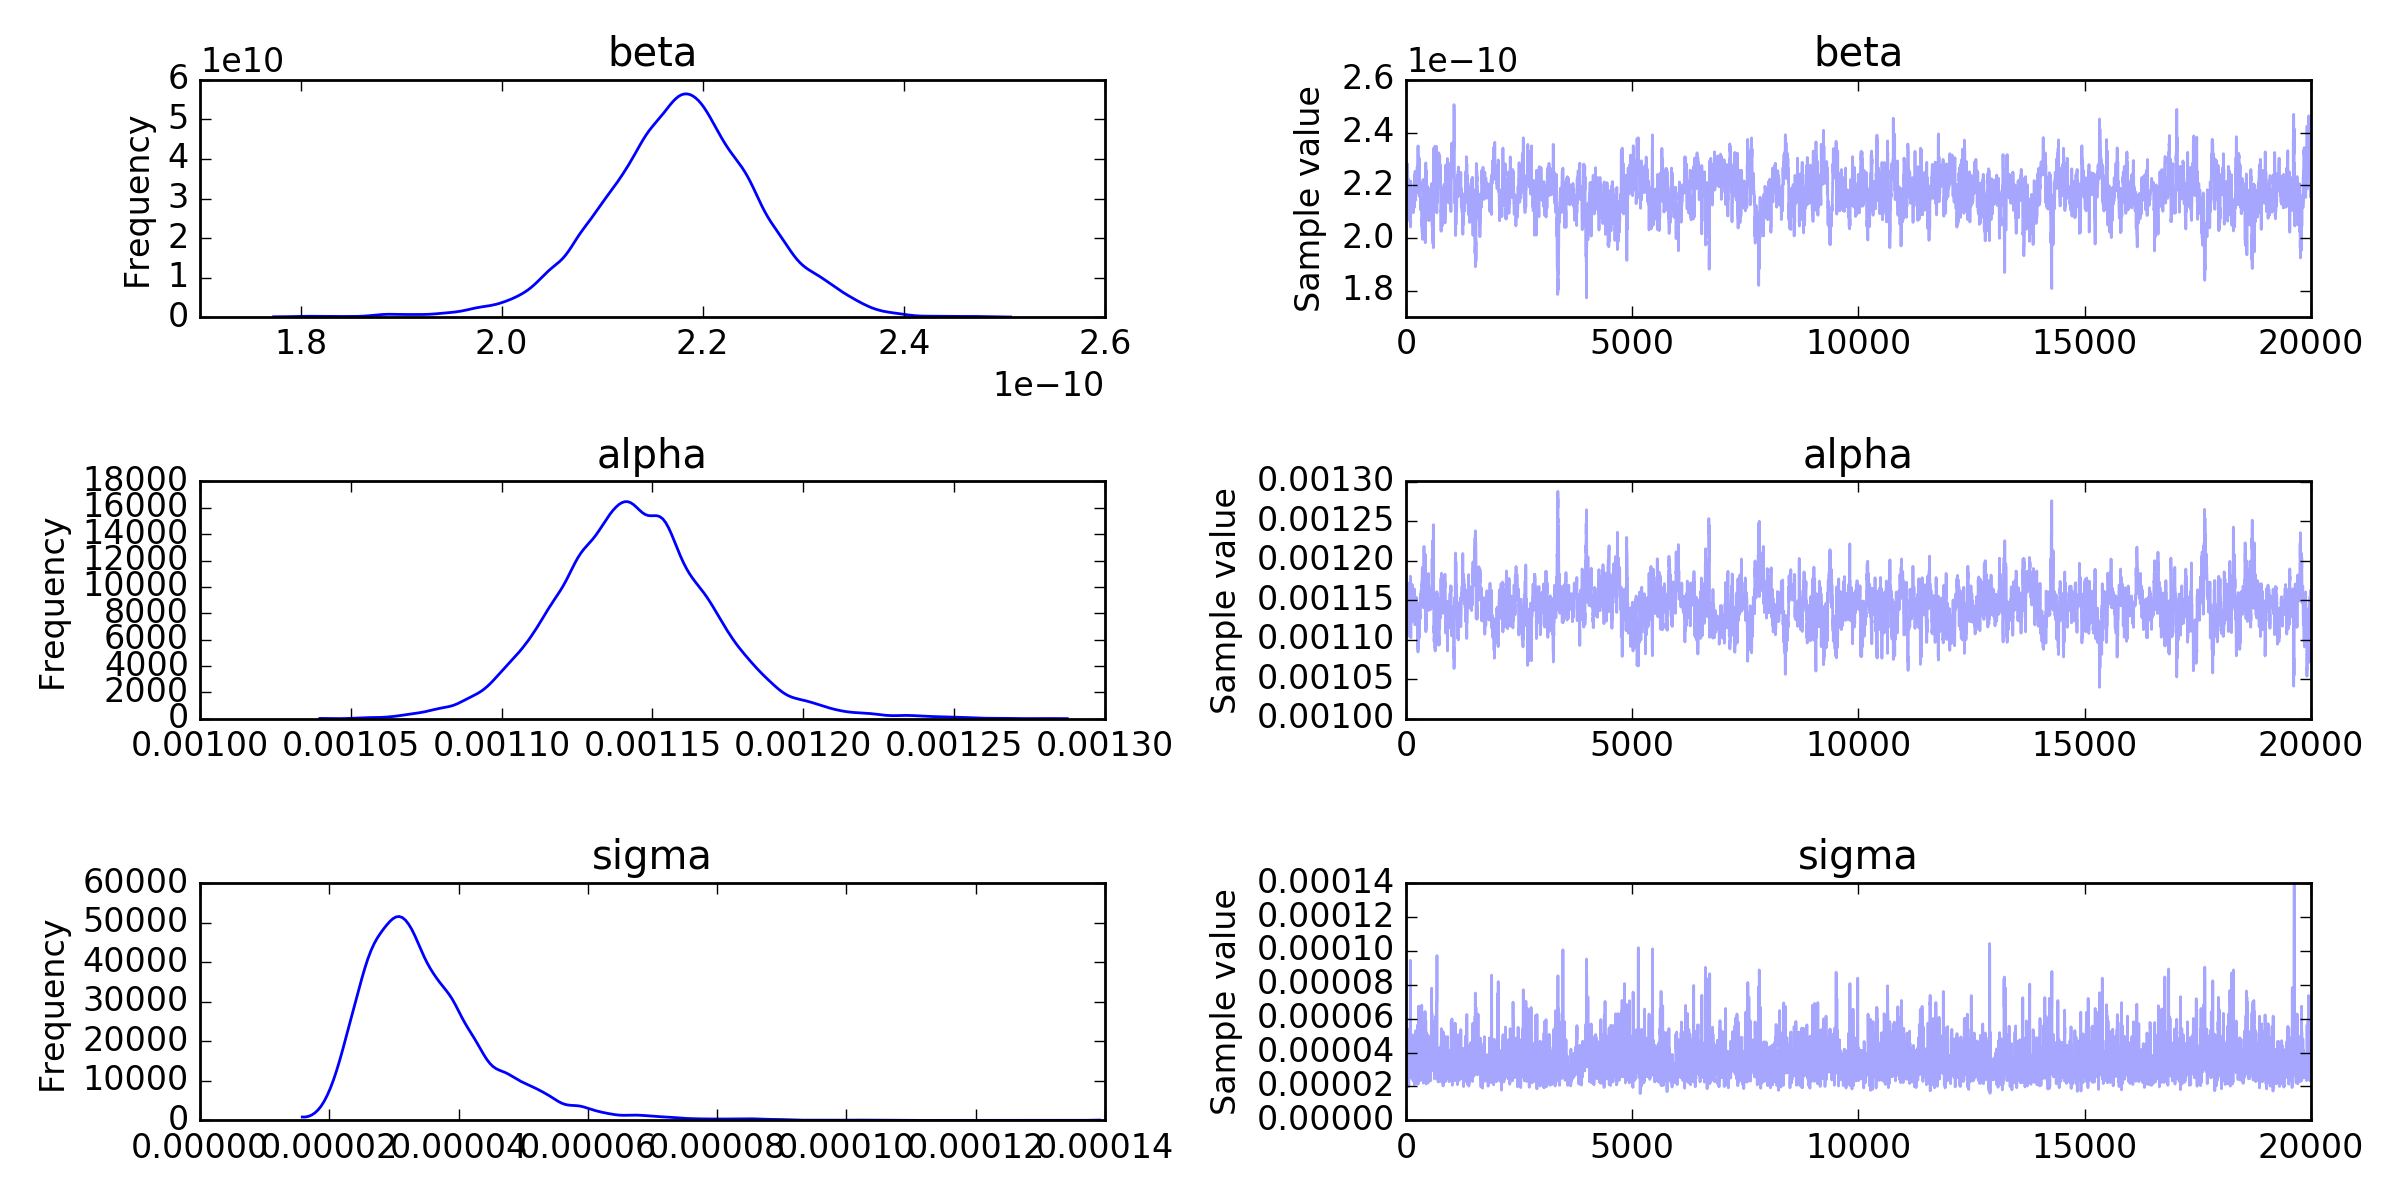 beta
1e10
6
5
4
3
2
1
0
Frequency
1.8 2.0 2.2 2.4 2.6
1e−10
beta
1e−10
2.6
2.4
2.2
2.0
1.8
Sample value
0 5000 10000 15000 20000
alpha
18000
16000
14000
12000
10000
8000
6000
4000
2000
0
Frequency
0.00100 0.00105 0.00110 0.00115 0.00120 0.00125 0.00130
alpha
0.00130
0.00125
0.00120
0.00115
0.00110
0.00105
0.00100
Sample value
0 5000 10000 15000 20000
sigma
60000
50000
40000
30000
20000
10000
0
Frequency
0.00000 0.00002 0.00004 0.00006 0.00008 0.00010 0.00012 0.00014
sigma
0.00014
0.00012
0.00010
0.00008
0.00006
0.00004
0.00002
0.00000
Sample value
0 5000 10000 15000 20000